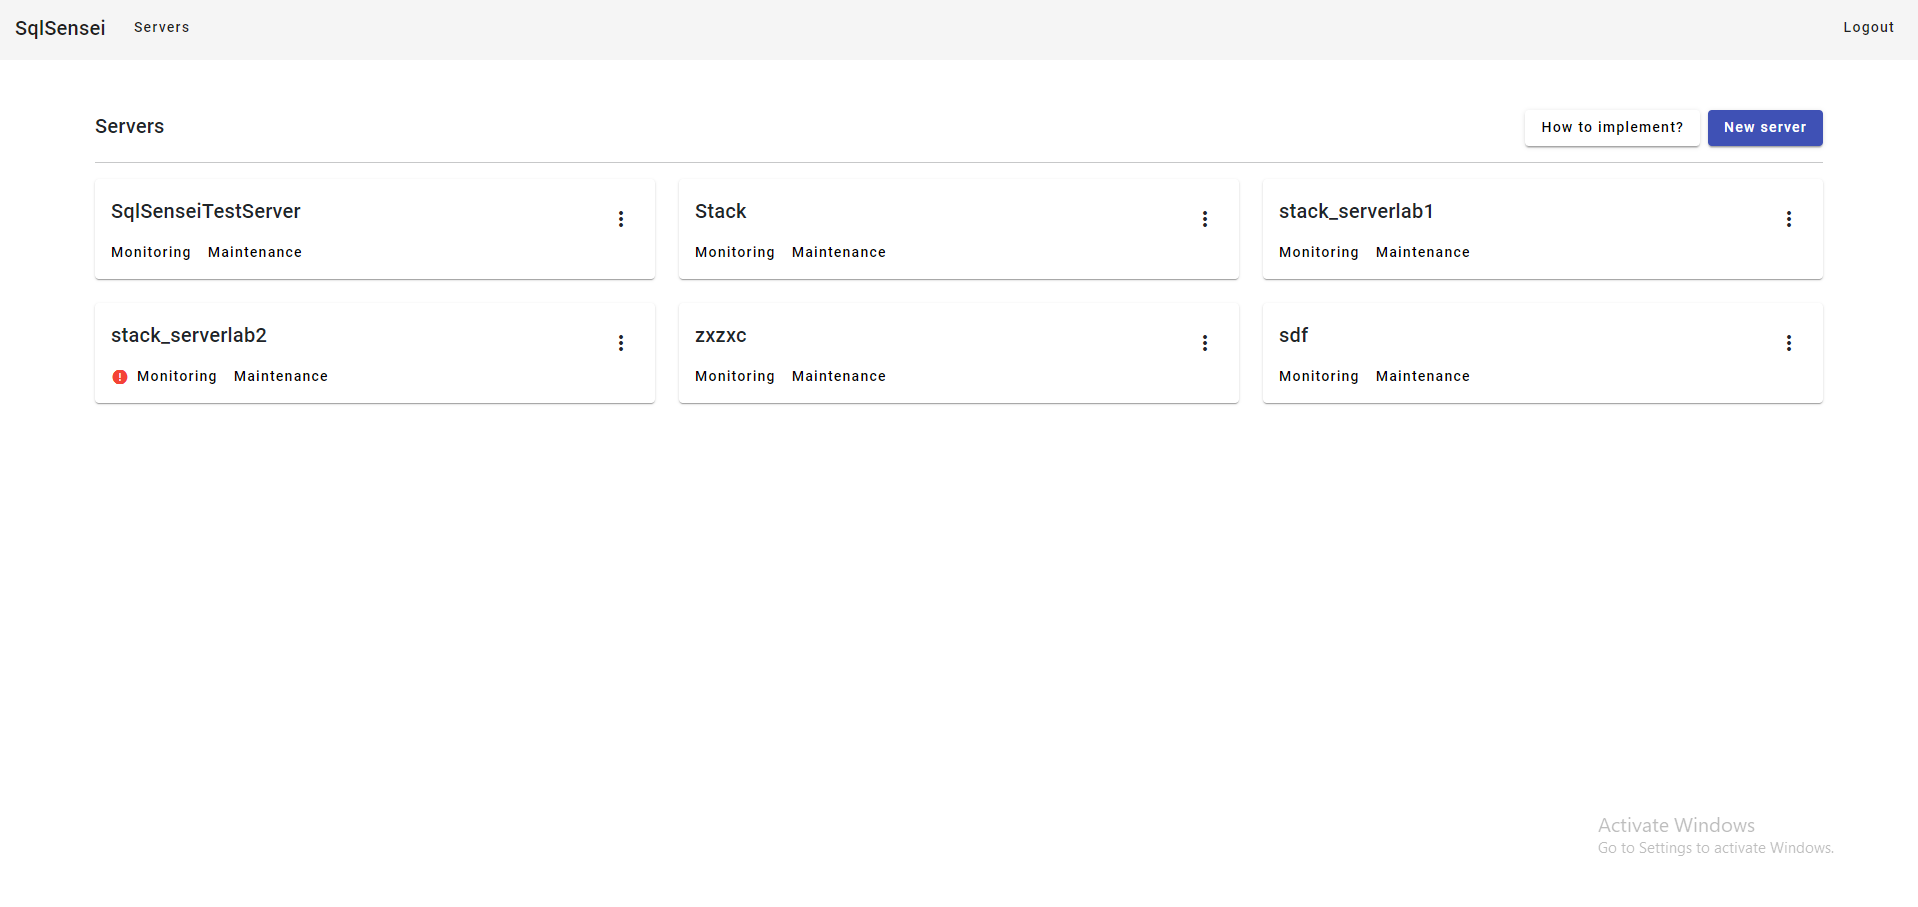 SqlSensei Servers Logout
Servers How to implement? New server
SqlSenseiTestServer
Monitoring Maintenance
Stack
Monitoring Maintenance
stack_serverlab1
Monitoring Maintenance
stack_serverlab2
Monitoring Maintenance
zxzxc
Monitoring Maintenance
sdf
Monitoring Maintenance
Activate Windows
Go to Settings to activate Windows.